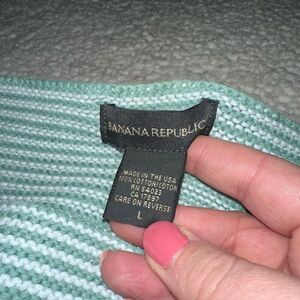 BANANA REPUBLIC
MADE IN THE USA
100% COTTON/COTON
RN 54023
CA 17897
CARE ON REVERSE
L